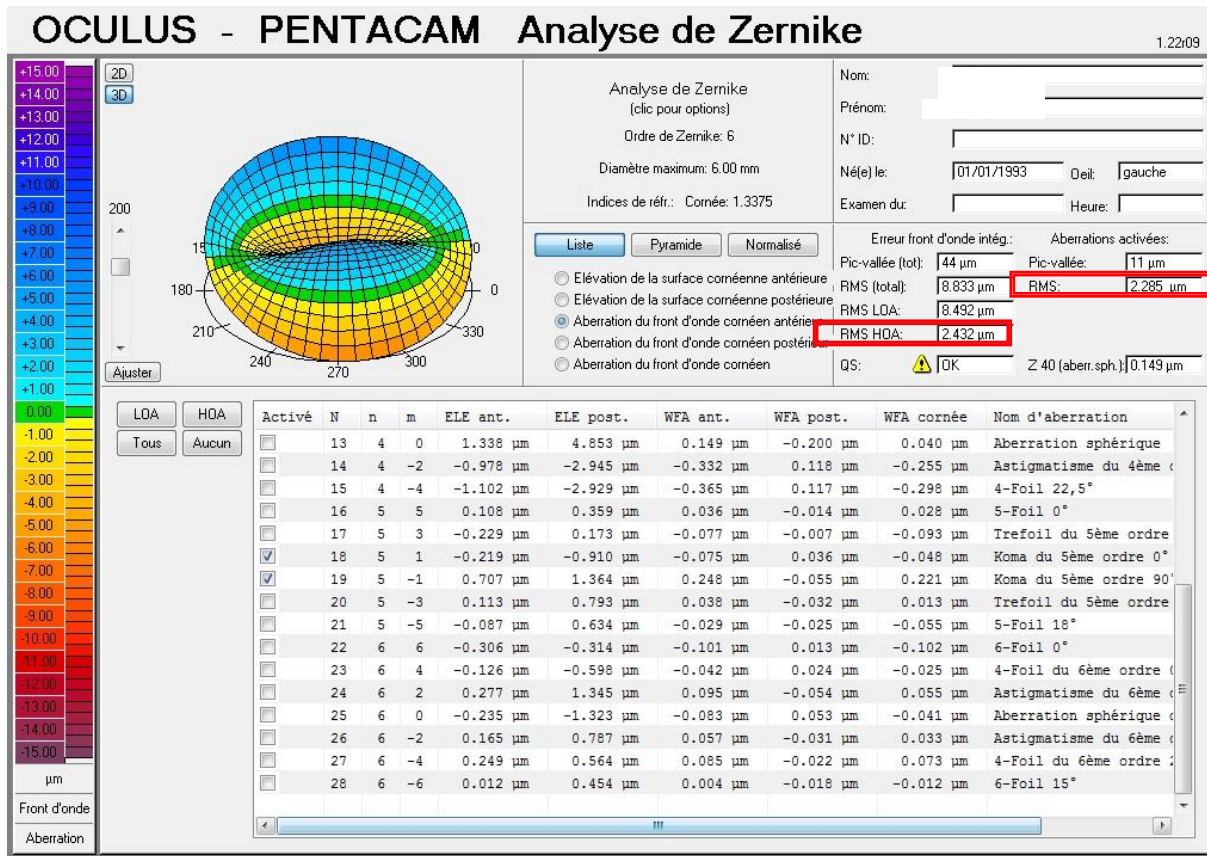 OCULUS - PENTACAM Analyse de Zernike
1.22r09
+15.00
+14.00
+13.00
+12.00
+11.00
+10.00
+9.00
+8.00
+7.00
+6.00
+5.00
+4.00
+3.00
+2.00
+1.00
0.00
-1.00
-2.00
-3.00
-4.00
-5.00
-6.00
-7.00
-8.00
-9.00
-10.00
-11.00
-12.00
-13.00
-14.00
-15.00
µm
Front d'onde
Aberration
2D
3D
200
Ajuster
180
210
240
270
300
330
0
Analyse de Zernike
(clic pour options)
Ordre de Zernike: 6
Diamètre maximum: 6.00 mm
Indices de réfr.: Cornée: 1.3375
Nom:
Prénom:
N° ID:
Né(e) le: 01/01/1993 Oeil: gauche
Examen du: Heure:
Liste Pyramide Normalisé
Elévation de la surface cornéenne antérieure
Elévation de la surface cornéenne postérieure
Aberration du front d'onde cornéen antérieur
Aberration du front d'onde cornéen postérieur
Aberration du front d'onde cornéen
Erreur front d'onde intég.: Aberrations activées:
Pic-vallée (tot): 44 µm Pic-vallée: 11 µm
RMS (total): 8.833 µm RMS: 2.285 µm
RMS LOA: 8.492 µm
RMS HOA: 2.432 µm
QS: OK Z 40 (aberr.sph.): 0.149 µm
LOA HOA
Tous Aucun
Activé N n m ELE ant. ELE post. WFA ant. WFA post. WFA cornée Nom d'aberration
13 4 0 1.338 µm 4.853 µm 0.149 µm -0.200 µm 0.040 µm Aberration sphérique
14 4 -2 -0.978 µm -2.945 µm -0.332 µm 0.118 µm -0.255 µm Astigmatisme du 4ème
15 4 -4 -1.102 µm -2.929 µm -0.365 µm 0.117 µm -0.298 µm 4-Foil 22,5°
16 5 5 0.108 µm 0.359 µm 0.036 µm -0.014 µm 0.028 µm 5-Foil 0°
17 5 3 -0.229 µm 0.173 µm -0.077 µm -0.007 µm -0.093 µm Trefoil du 5ème ordre
18 5 1 -0.219 µm -0.910 µm -0.075 µm 0.036 µm -0.048 µm Koma du 5ème ordre 0°
19 5 -1 0.707 µm 1.364 µm 0.248 µm -0.055 µm 0.221 µm Koma du 5ème ordre 90°
20 5 -3 0.113 µm 0.793 µm 0.038 µm -0.032 µm 0.013 µm Trefoil du 5ème ordre
21 5 -5 -0.087 µm 0.634 µm -0.029 µm -0.025 µm -0.055 µm 5-Foil 18°
22 6 6 -0.306 µm -0.314 µm -0.101 µm 0.013 µm -0.102 µm 6-Foil 0°
23 6 4 -0.126 µm -0.598 µm -0.042 µm 0.024 µm -0.025 µm 4-Foil du 6ème ordre
24 6 2 0.277 µm 1.345 µm 0.095 µm -0.054 µm 0.055 µm Astigmatisme du 6ème
25 6 0 -0.235 µm -1.323 µm -0.083 µm 0.053 µm -0.041 µm Aberration sphérique
26 6 -2 0.165 µm 0.787 µm 0.057 µm -0.031 µm 0.033 µm Astigmatisme du 6ème
27 6 -4 0.249 µm 0.564 µm 0.085 µm -0.022 µm 0.073 µm 4-Foil du 6ème ordre
28 6 -6 0.012 µm 0.454 µm 0.004 µm -0.018 µm -0.012 µm 6-Foil 15°